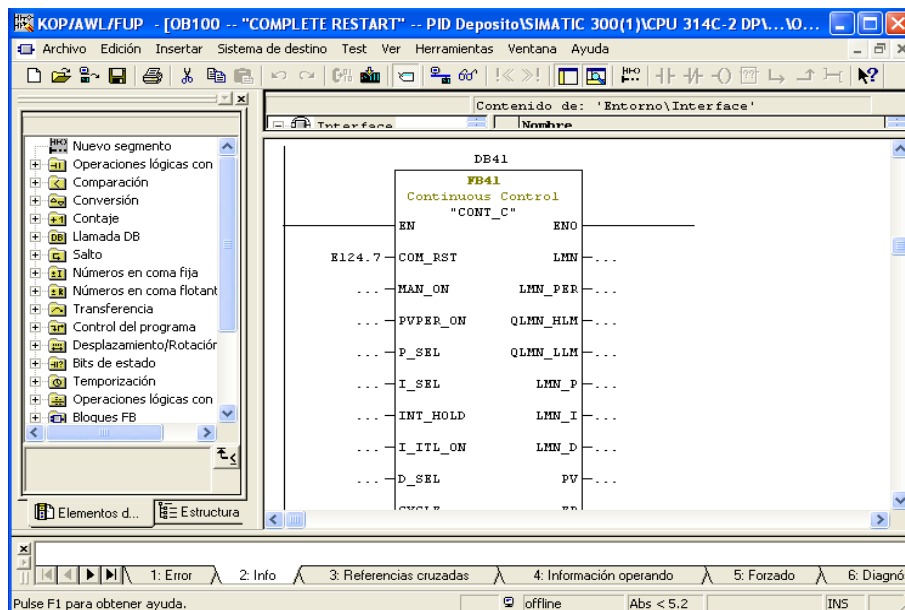 KOP/AWL/FUP - [OB100 -- "COMPLETE RESTART" -- PID Deposito\SIMATIC 300(1)\CPU 314C-2 DP\...\O...
Archivo Edición Insertar Sistema de destino Test Ver Herramientas Ventana Ayuda
Contenido de: 'Entorno\Interface'
Interface Nombre
Nuevo segmento
Operaciones lógicas con
Comparación
Conversión
Contaje
Llamada DB
Salto
Números en coma fija
Números en coma flotant
Transferencia
Control del programa
Desplazamiento/Rotación
Bits de estado
Temporización
Operaciones lógicas con
Bloques FB
Elementos d... Estructura
DB41
FB41
Continuous Control
"CONT_C"
EN ENO
E124.7 COM_RST LMN ...
... MAN_ON LMN_PER ...
... PVPER_ON QLMN_HLM ...
... P_SEL QLMN_LLM ...
... I_SEL LMN_P ...
... INT_HOLD LMN_I ...
... I_ITL_ON LMN_D ...
... D_SEL PV ...
CYCLE ER
1: Error 2: Info 3: Referencias cruzadas 4: Información operando 5: Forzado 6: Diagnó
Pulse F1 para obtener ayuda. offline Abs < 5.2 INS